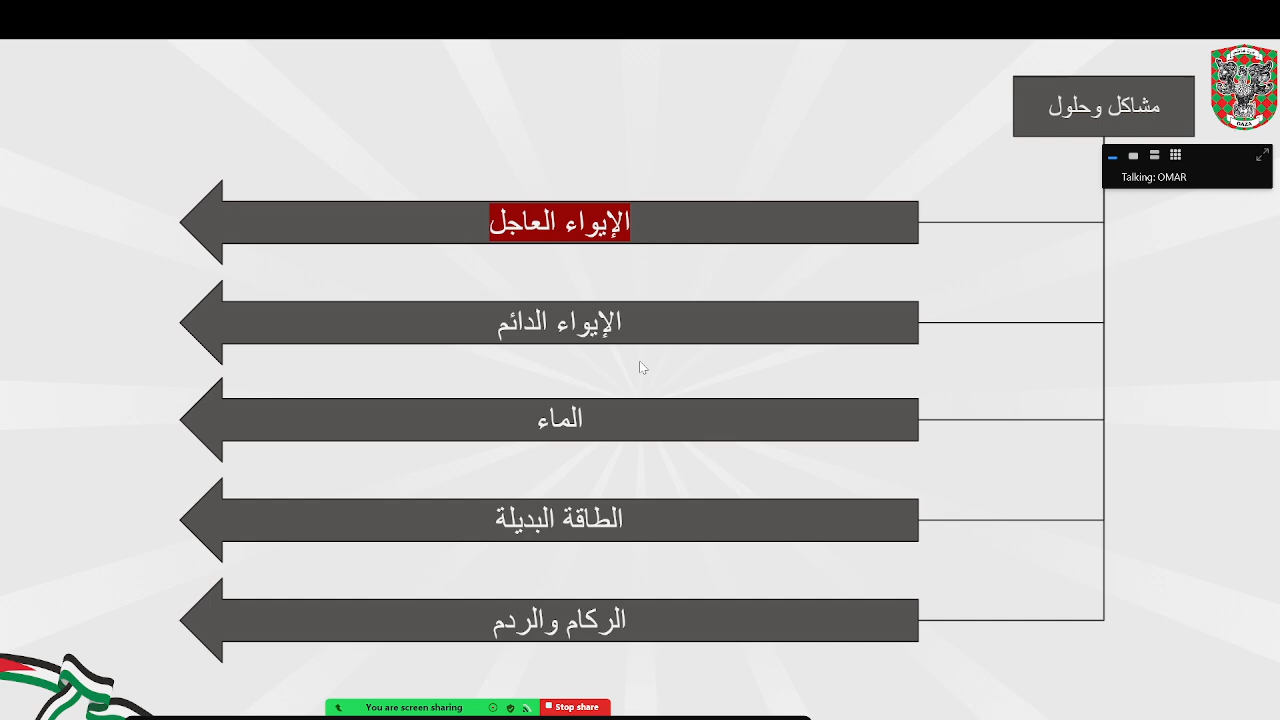 مشاكل وحلول
Talking: OMAR
الإيواء العاجل
الإيواء الدائم
الماء
الطاقة البديلة
الركام والردم
GAZA
You are screen sharing
Stop share